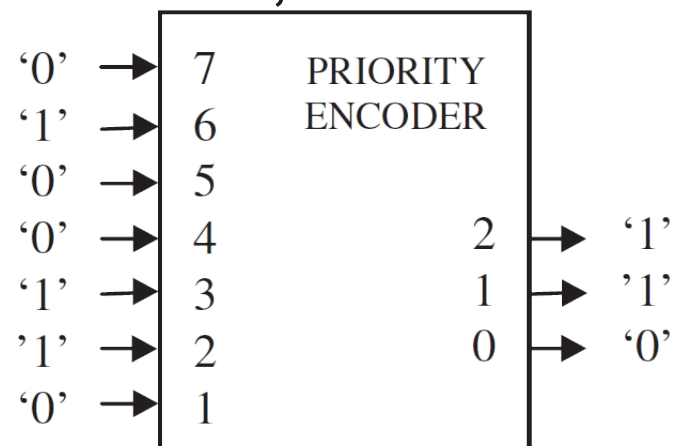 ‘0’ 7 PRIORITY
‘1’ 6 ENCODER
‘0’ 5
‘0’ 4 2 ‘1’
‘1’ 3 1 ’1’
’1’ 2 0 ‘0’
‘0’ 1